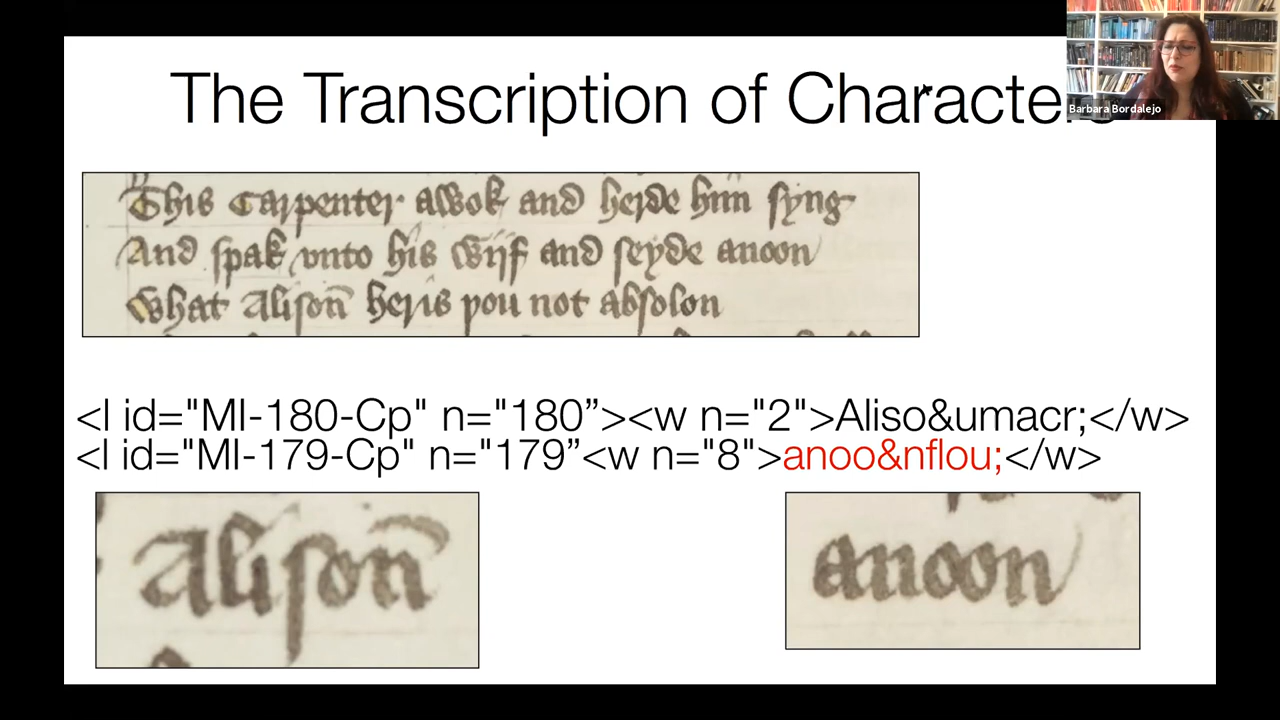 The Transcription of Characte
Barbara Bordalejo
This Carpenter awok and herde him syng
And spak vnto his Wijf and seyde anoon
What Alison heris þou not absolon
<l id="MI-180-Cp" n="180”><w n="2">Aliso&umacr;</w>
<l id="MI-179-Cp" n="179”<w n="8">anoo&nflou;</w>
Alison̄
anoon